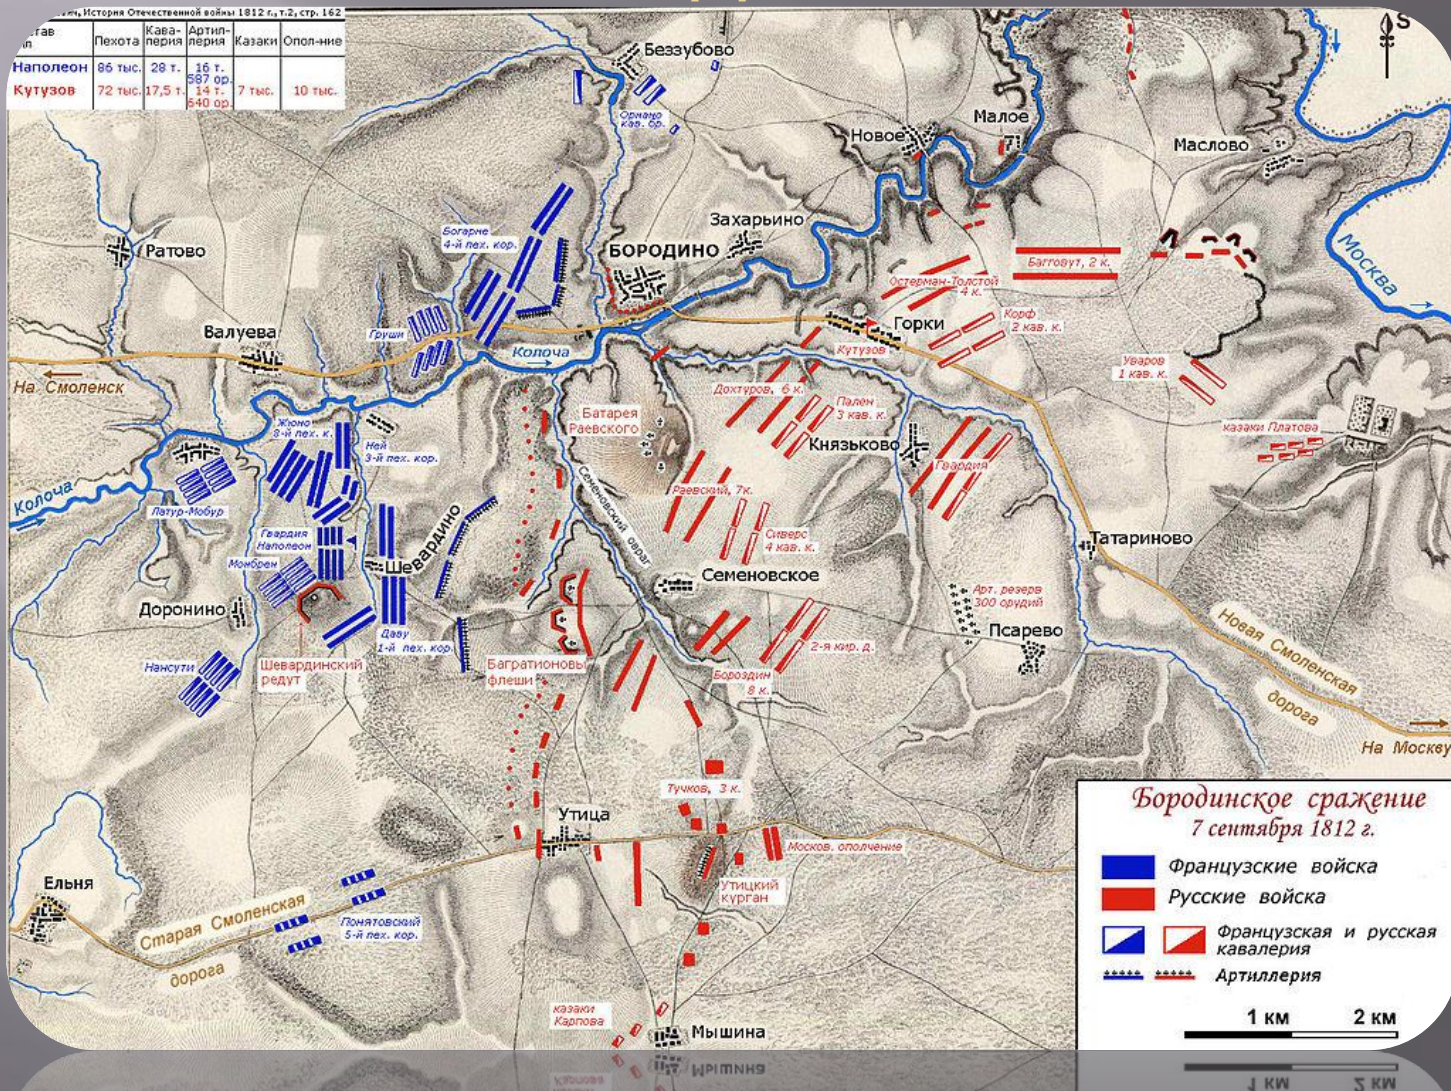 История Отечественной войны 1812 г., т.2, стр. 162
Пехота
Кава-
лерия
Артил-
лерия
Казаки
Опол-ние
Наполеон 86 тыс. 28 т. 16 т.
587 ор.
Кутузов 72 тыс. 17,5 т. 14 т. 7 тыс. 10 тыс.
640 ор.
S
Беззубово
Орнано
кав. бр.
Новое
Малое
Маслово
Захарьино
Богарне
4-й пех. кор.
БОРОДИНО
Ратово
Москва
Багговут, 2 к.
Остерман-Толстой
4 к.
Корф
2 кав. к.
Груши
Валуева
Горки
Кутузов
Колоча
Уваров
1 кав. к.
На Смоленск
Дохтуров, 6 к.
Пален
3 кав. к.
Батарея
Раевского
Жюно
8-й пех. к.
Ней
3-й пех. кор.
Князьково
казаки Платова
Гвардия
Колоча
Латур-Мобур
Раевский, 7к.
Семеновский овраг
Сиверс
4 кав. к.
Гвардия
Наполеон
Монбрен
Шевардино
Татариново
Семеновское
Доронино
Арт. резерв
300 орудий
Псарево
Даву
1-й пех. кор.
2-я кир. д.
Нансути
Шевардинский
редут
Багратионовы
флеши
Бороздин
8 к.
Новая Смоленская
дорога
На Москву
Тучков, 3 к.
Утица
Москов. ополчение
Утицкий
курган
Ельня
Старая Смоленская
дорога
Понятовский
5-й пех. кор.
казаки
Карпова
Мышина
Бородинское сражение
7 сентября 1812 г.
Французские войска
Русские войска
Французская и русская
кавалерия
Артиллерия
1 км 2 км